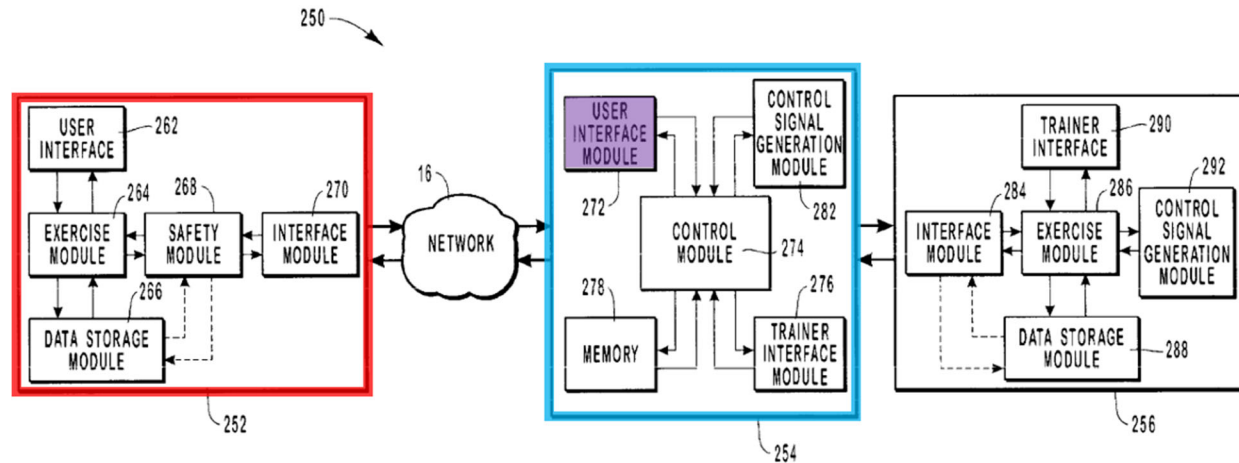 250
USER
INTERFACE
262
264
268
270
EXERCISE
MODULE
SAFETY
MODULE
INTERFACE
MODULE
266
DATA STORAGE
MODULE
252
16
NETWORK
USER
INTERFACE
MODULE
272
CONTROL
SIGNAL
GENERATION
MODULE
282
CONTROL
MODULE
274
278
MEMORY
276
TRAINER
INTERFACE
MODULE
254
TRAINER
INTERFACE
290
284
286
292
INTERFACE
MODULE
EXERCISE
MODULE
CONTROL
SIGNAL
GENERATION
MODULE
DATA STORAGE
MODULE
288
256